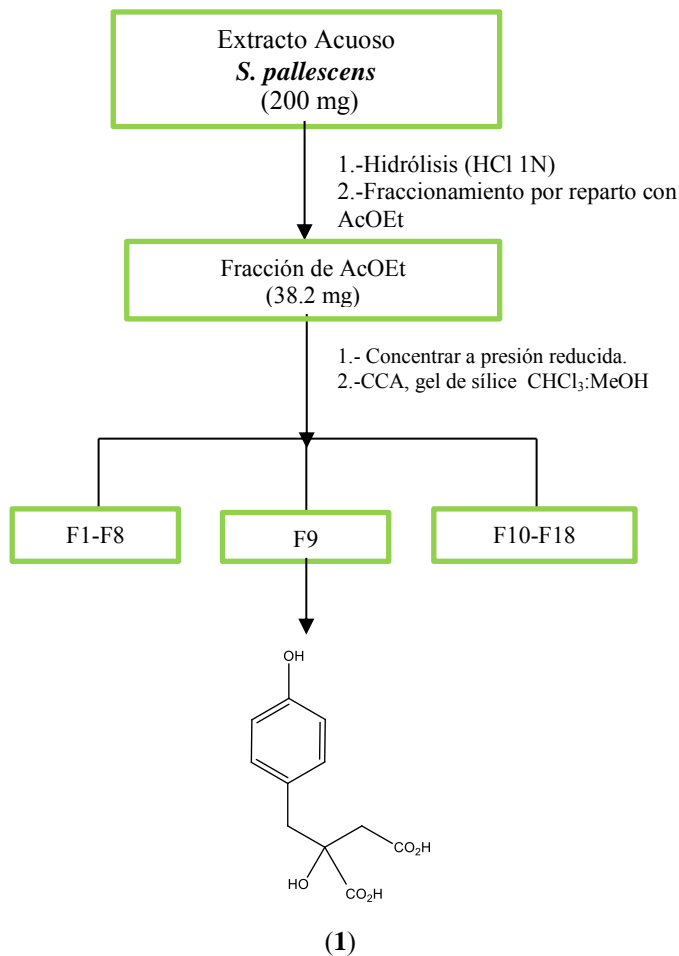 Extracto Acuoso
S. pallescens
(200 mg)
1.-Hidrólisis (HCl 1N)
2.-Fraccionamiento por reparto con
AcOEt
Fracción de AcOEt
(38.2 mg)
1.- Concentrar a presión reducida.
2.-CCA, gel de sílice CHCl₃:MeOH
F1-F8
F9
F10-F18
OH
CO₂H
HO
CO₂H
(1)